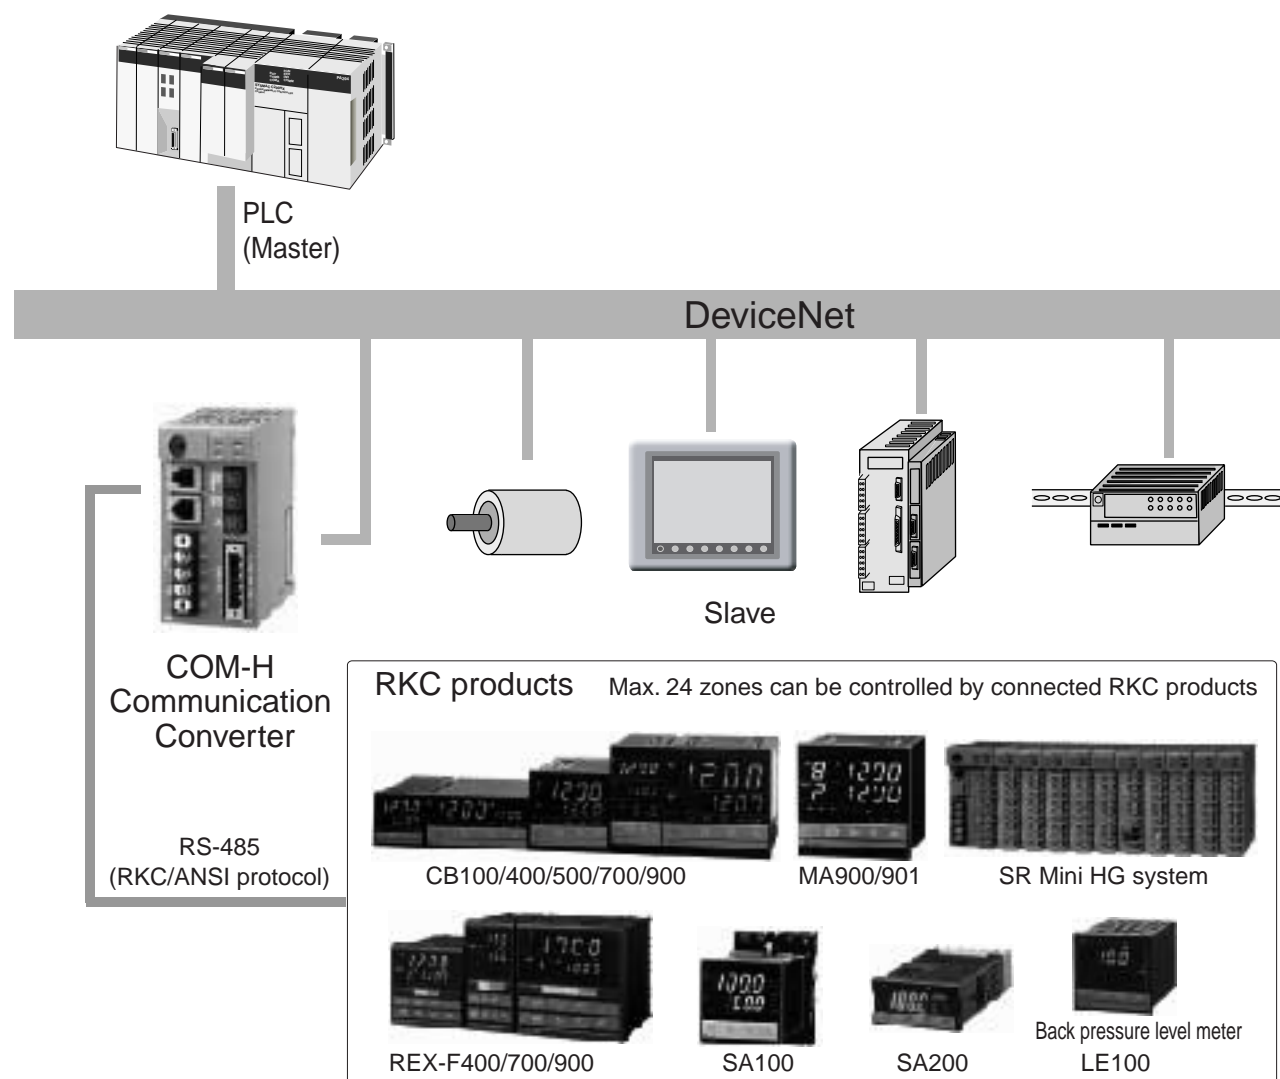 PLC
(Master)
DeviceNet
Slave
COM-H
Communication
Converter
RS-485
(RKC/ANSI protocol)
RKC products
Max. 24 zones can be controlled by connected RKC products
CB100/400/500/700/900
MA900/901
SR Mini HG system
REX-F400/700/900
SA100
SA200
Back pressure level meter
LE100